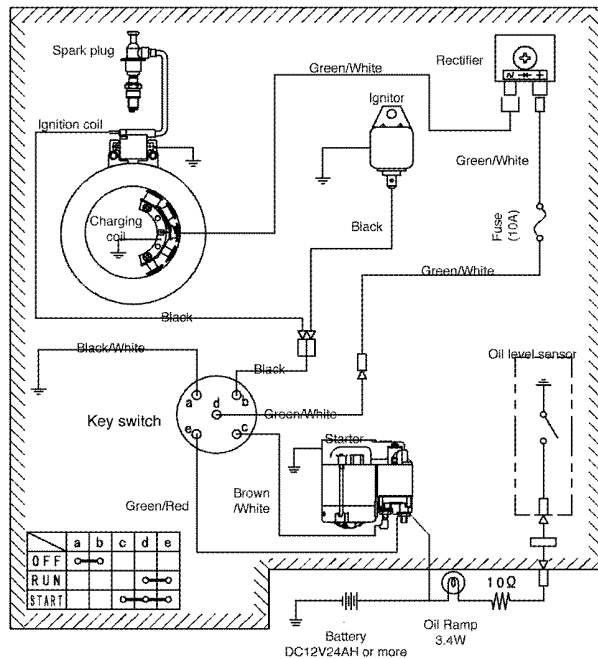 Spark plug
Green/White
Rectifier
Ignitor
Ignition coil
Green/White
Charging
coil
Black
Fuse
(10A)
Green/White
Black
Black/White
Black
Oil level sensor
a
b
d
Key switch
Green/White
e
c
Starter
Green/Red
Brown
/White
a b c d e
OFF
RUN
START
10Ω
Battery
DC12V24AH or more
Oil Ramp
3.4W